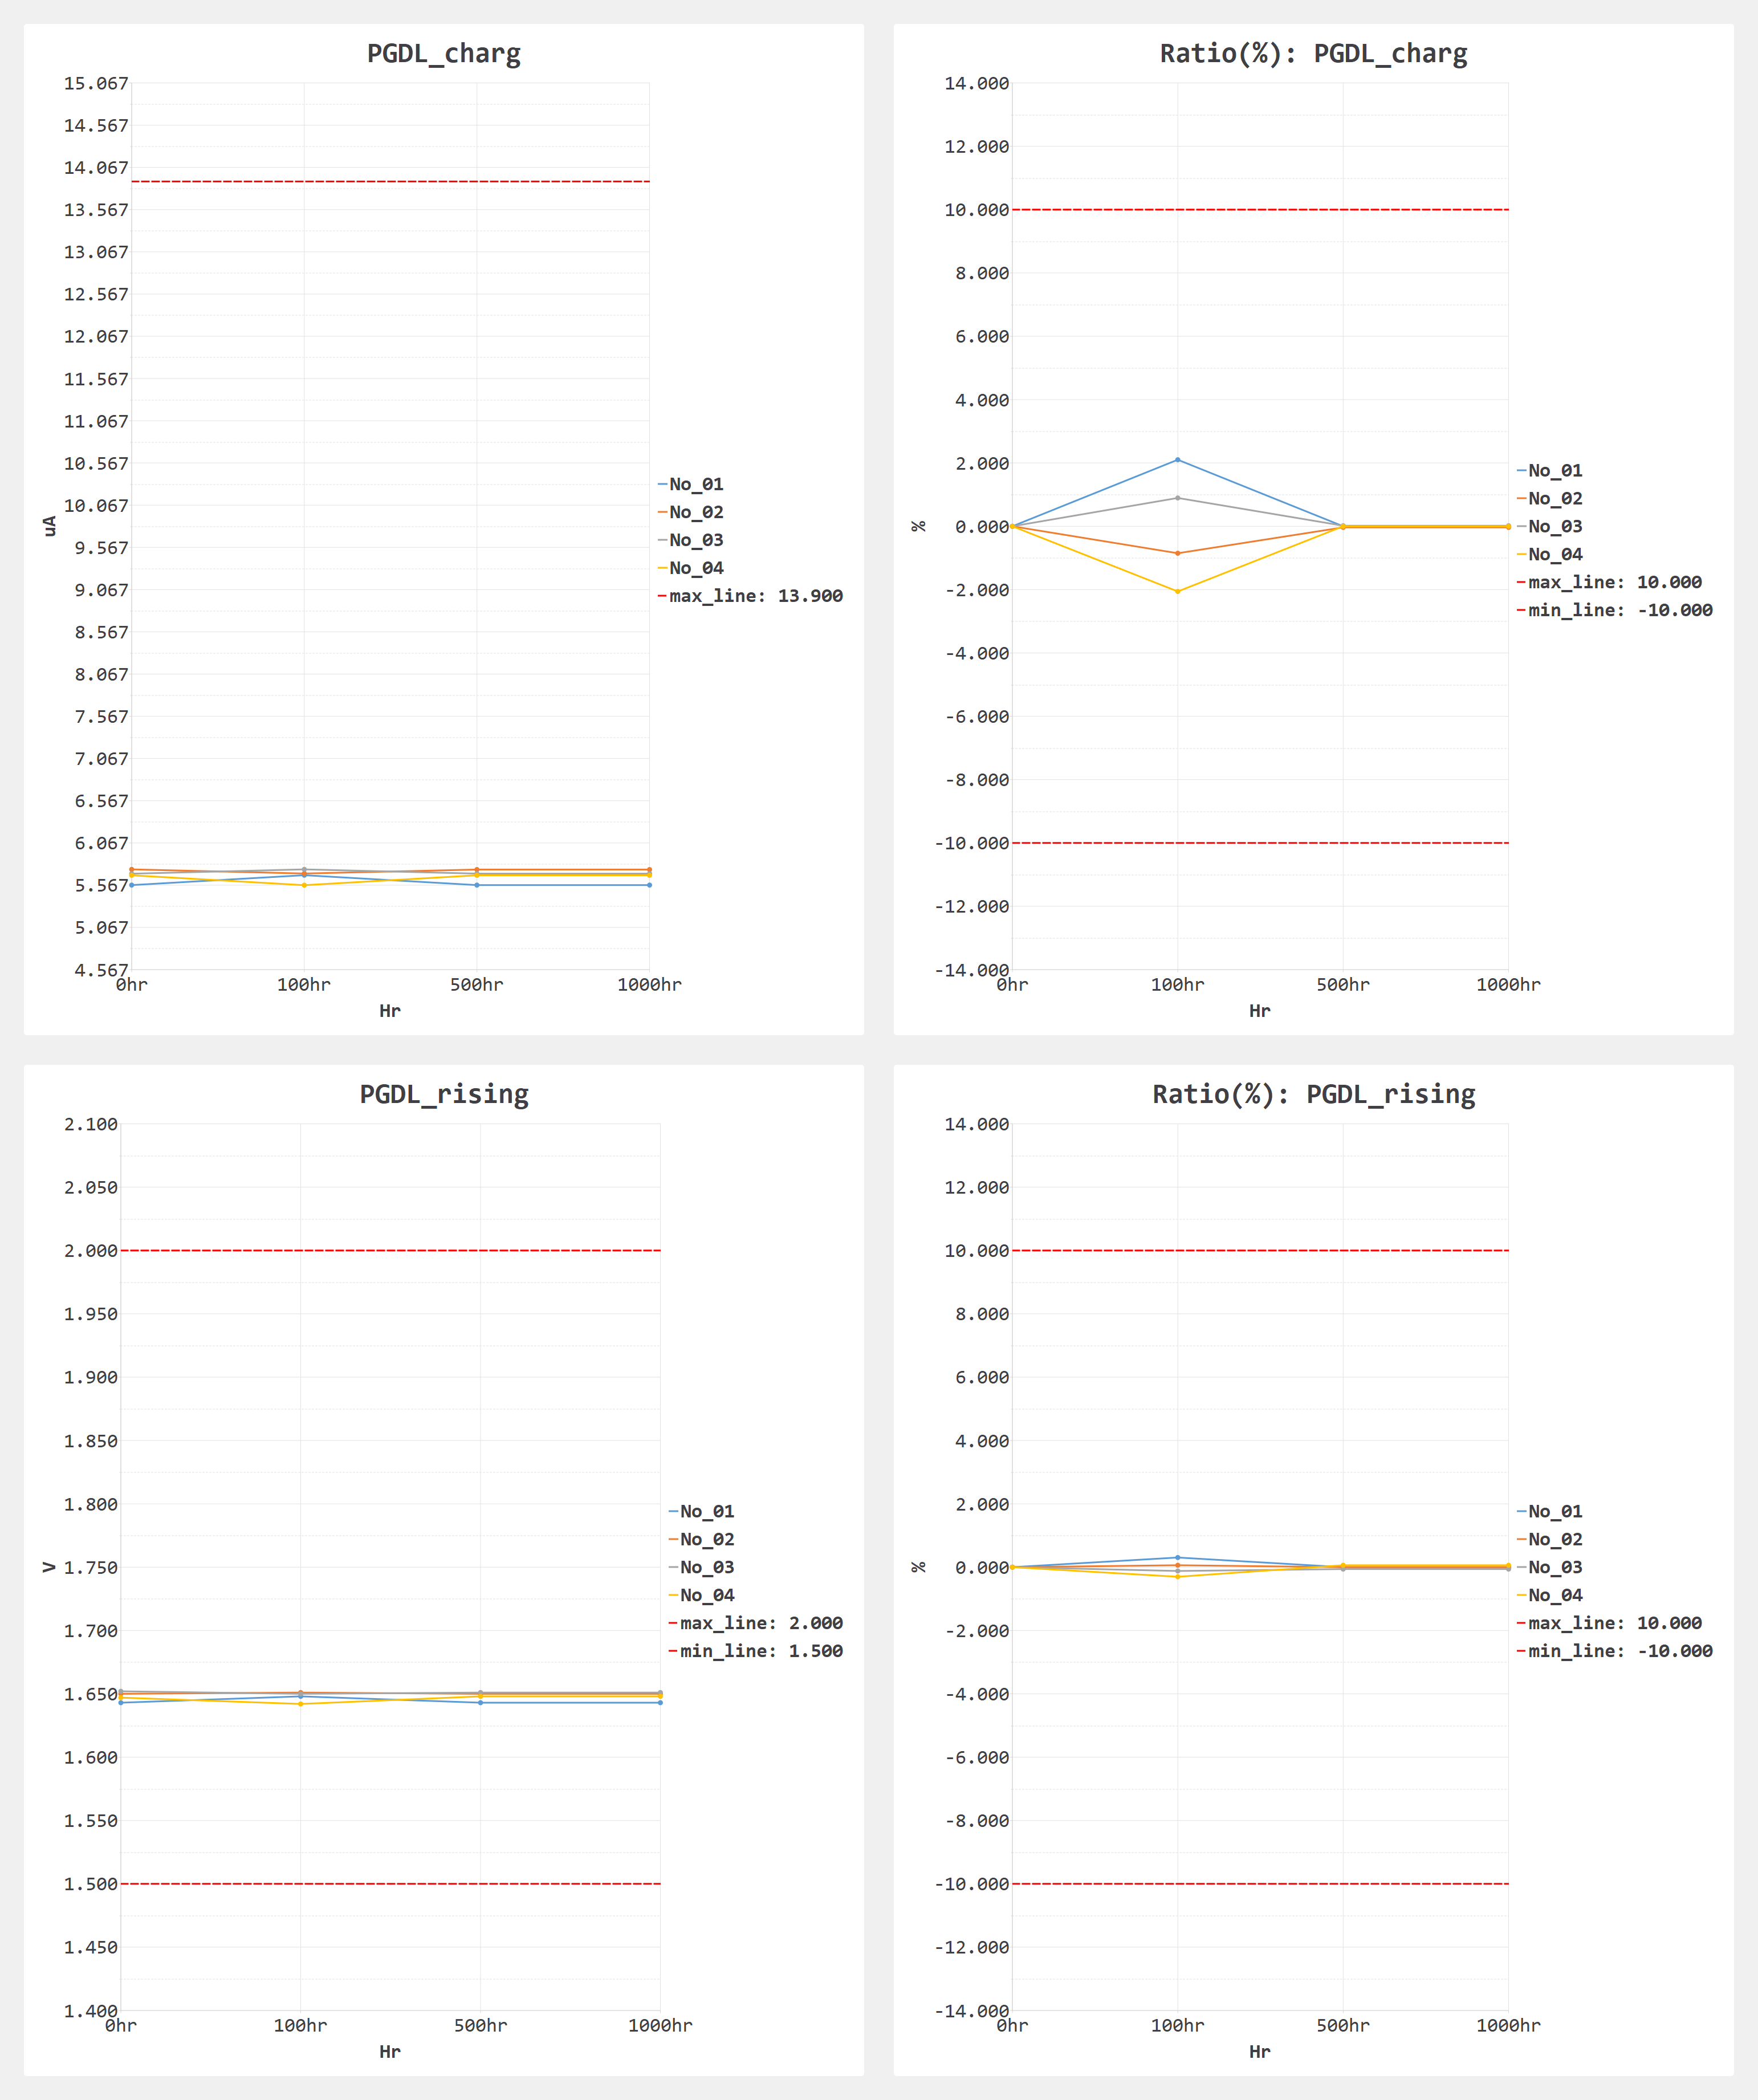 PGDL_charg
15.067
14.567
14.067
13.567
13.067
12.567
12.067
11.567
11.067
10.567
10.067
9.567
9.067
8.567
8.067
7.567
7.067
6.567
6.067
5.567
5.067
4.567
uA
0hr 100hr 500hr 1000hr
Hr
No_01
No_02
No_03
No_04
max_line: 13.900
Ratio(%): PGDL_charg
14.000
12.000
10.000
8.000
6.000
4.000
2.000
0.000
-2.000
-4.000
-6.000
-8.000
-10.000
-12.000
-14.000
%
0hr 100hr 500hr 1000hr
Hr
No_01
No_02
No_03
No_04
max_line: 10.000
min_line: -10.000
PGDL_rising
2.100
2.050
2.000
1.950
1.900
1.850
1.800
1.750
1.700
1.650
1.600
1.550
1.500
1.450
1.400
V
0hr 100hr 500hr 1000hr
Hr
No_01
No_02
No_03
No_04
max_line: 2.000
min_line: 1.500
Ratio(%): PGDL_rising
14.000
12.000
10.000
8.000
6.000
4.000
2.000
0.000
-2.000
-4.000
-6.000
-8.000
-10.000
-12.000
-14.000
%
0hr 100hr 500hr 1000hr
Hr
No_01
No_02
No_03
No_04
max_line: 10.000
min_line: -10.000